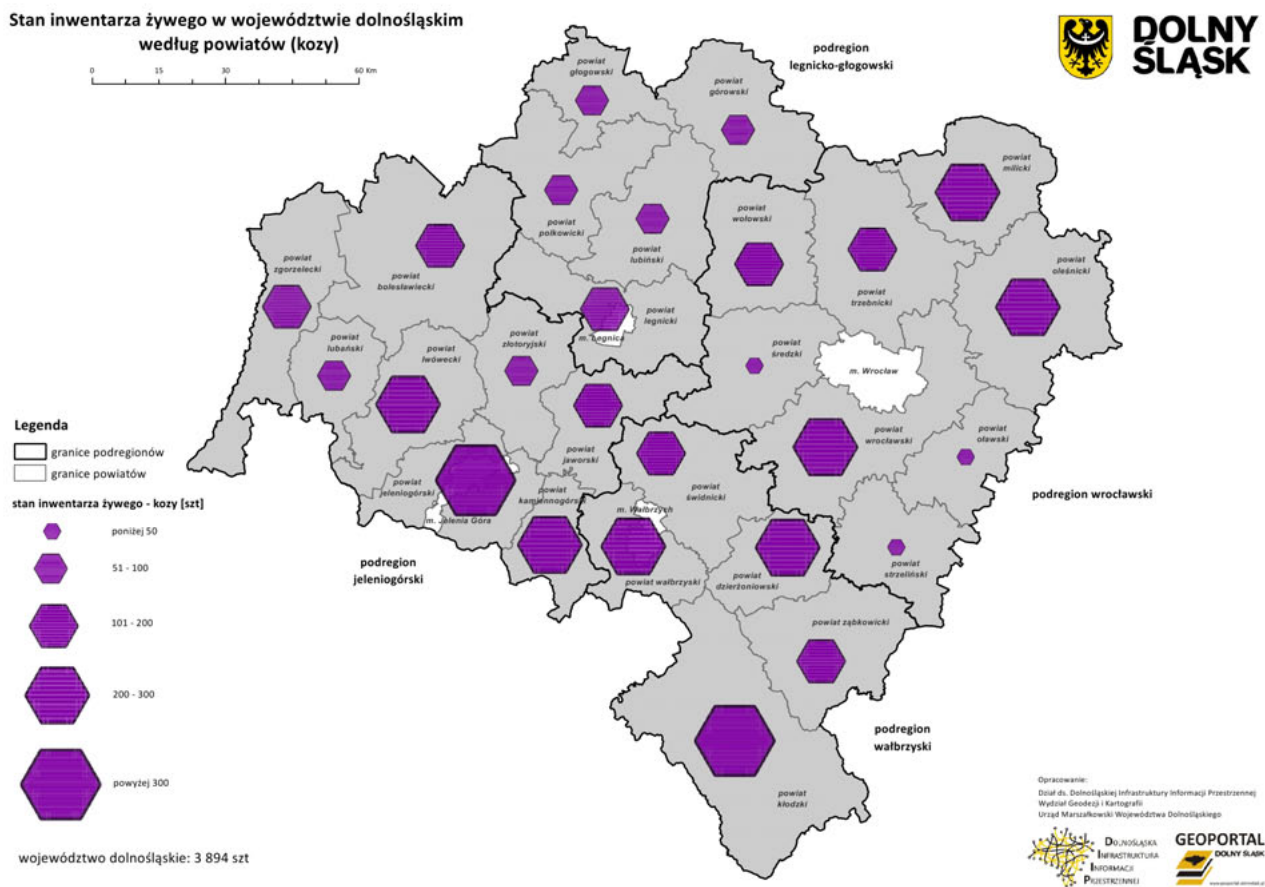 Stan inwentarza żywego w województwie dolnośląskim
według powiatów (kozy)
0 15 30 60 Km
DOLNY
ŚLĄSK
podregion
legnicko-głogowski
powiat
głogowski
powiat
górowski
powiat
milicki
powiat
polkowicki
powiat
lubiński
powiat
wołowski
powiat
trzebnicki
powiat
oleśnicki
powiat
zgorzelecki
powiat
bolesławiecki
powiat
legnicki
m. Legnica
powiat
lubański
powiat
lwówecki
powiat
złotoryjski
powiat
średzki
m. Wrocław
powiat
wrocławski
powiat
oławski
powiat
jaworski
powiat
świdnicki
powiat
jeleniogórski
m. Jelenia Góra
powiat
kamiennogórski
m. Wałbrzych
powiat wałbrzyski
powiat
dzierżoniowski
powiat
strzeliński
powiat ząbkowicki
powiat
kłodzki
podregion wrocławski
podregion
jeleniogórski
podregion
wałbrzyski
Legenda
granice podregionów
granice powiatów
stan inwentarza żywego - kozy [szt]
poniżej 50
51 - 100
101 - 200
200 - 300
powyżej 300
województwo dolnośląskie: 3 894 szt
Opracowanie:
Dział ds. Dolnośląskiej Infrastruktury Informacji Przestrzennej
Wydział Geodezji i Kartografii
Urząd Marszałkowski Województwa Dolnośląskiego
DOLNOŚLĄSKA
INFRASTRUKTURA
INFORMACJI
PRZESTRZENNEJ
GEOPORTAL
DOLNY ŚLĄSK